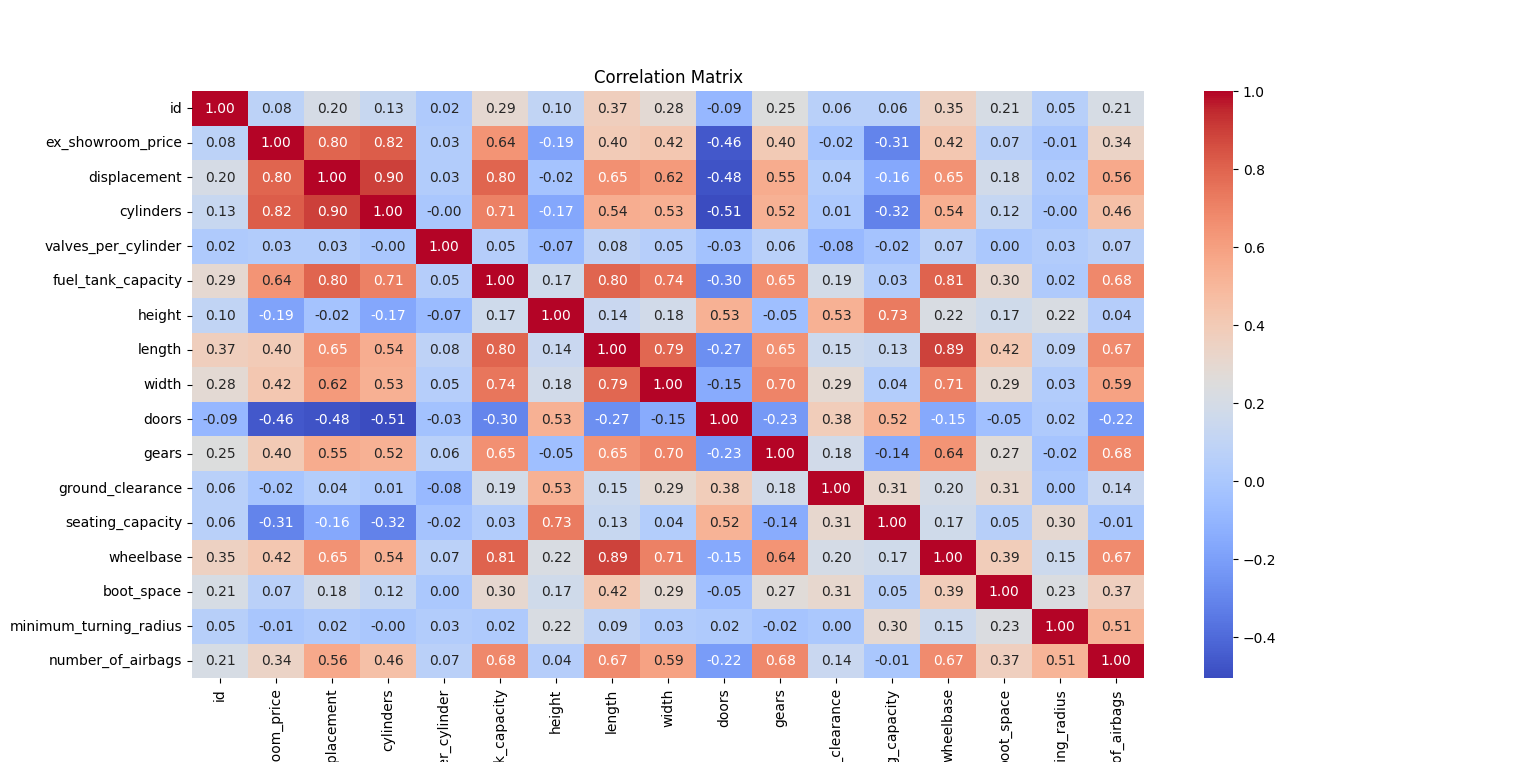 Correlation Matrix
id 1.00 0.08 0.20 0.13 0.02 0.29 0.10 0.37 0.28 -0.09 0.25 0.06 0.06 0.35 0.21 0.05 0.21
ex_showroom_price 0.08 1.00 0.80 0.82 0.03 0.64 -0.19 0.40 0.42 -0.46 0.40 -0.02 -0.31 0.42 0.07 -0.01 0.34
displacement 0.20 0.80 1.00 0.90 0.03 0.80 -0.02 0.65 0.62 -0.48 0.55 0.04 -0.16 0.65 0.18 0.02 0.56
cylinders 0.13 0.82 0.90 1.00 -0.00 0.71 -0.17 0.54 0.53 -0.51 0.52 0.01 -0.32 0.54 0.12 -0.00 0.46
valves_per_cylinder 0.02 0.03 0.03 -0.00 1.00 0.05 -0.07 0.08 0.05 -0.03 0.06 -0.08 -0.02 0.07 0.00 0.03 0.07
fuel_tank_capacity 0.29 0.64 0.80 0.71 0.05 1.00 0.17 0.80 0.74 -0.30 0.65 0.19 0.03 0.81 0.30 0.02 0.68
height 0.10 -0.19 -0.02 -0.17 -0.07 0.17 1.00 0.14 0.18 0.53 -0.05 0.53 0.73 0.22 0.17 0.22 0.04
length 0.37 0.40 0.65 0.54 0.08 0.80 0.14 1.00 0.79 -0.27 0.65 0.15 0.13 0.89 0.42 0.09 0.67
width 0.28 0.42 0.62 0.53 0.05 0.74 0.18 0.79 1.00 -0.15 0.70 0.29 0.04 0.71 0.29 0.03 0.59
doors -0.09 -0.46 -0.48 -0.51 -0.03 -0.30 0.53 -0.27 -0.15 1.00 -0.23 0.38 0.52 -0.15 -0.05 0.02 -0.22
gears 0.25 0.40 0.55 0.52 0.06 0.65 -0.05 0.65 0.70 -0.23 1.00 0.18 -0.14 0.64 0.27 -0.02 0.68
ground_clearance 0.06 -0.02 0.04 0.01 -0.08 0.19 0.53 0.15 0.29 0.38 0.18 1.00 0.31 0.20 0.31 0.00 0.14
seating_capacity 0.06 -0.31 -0.16 -0.32 -0.02 0.03 0.73 0.13 0.04 0.52 -0.14 0.31 1.00 0.17 0.05 0.30 -0.01
wheelbase 0.35 0.42 0.65 0.54 0.07 0.81 0.22 0.89 0.71 -0.15 0.64 0.20 0.17 1.00 0.39 0.15 0.67
boot_space 0.21 0.07 0.18 0.12 0.00 0.30 0.17 0.42 0.29 -0.05 0.27 0.31 0.05 0.39 1.00 0.23 0.37
minimum_turning_radius 0.05 -0.01 0.02 -0.00 0.03 0.02 0.22 0.09 0.03 0.02 -0.02 0.00 0.30 0.15 0.23 1.00 0.51
number_of_airbags 0.21 0.34 0.56 0.46 0.07 0.68 0.04 0.67 0.59 -0.22 0.68 0.14 -0.01 0.67 0.37 0.51 1.00
id
oom_price
placement
cylinders
er_cylinder
k_capacity
height
length
width
doors
gears
_clearance
g_capacity
wheelbase
oot_space
ing_radius
of_airbags
1.0
0.8
0.6
0.4
0.2
0.0
−0.2
−0.4